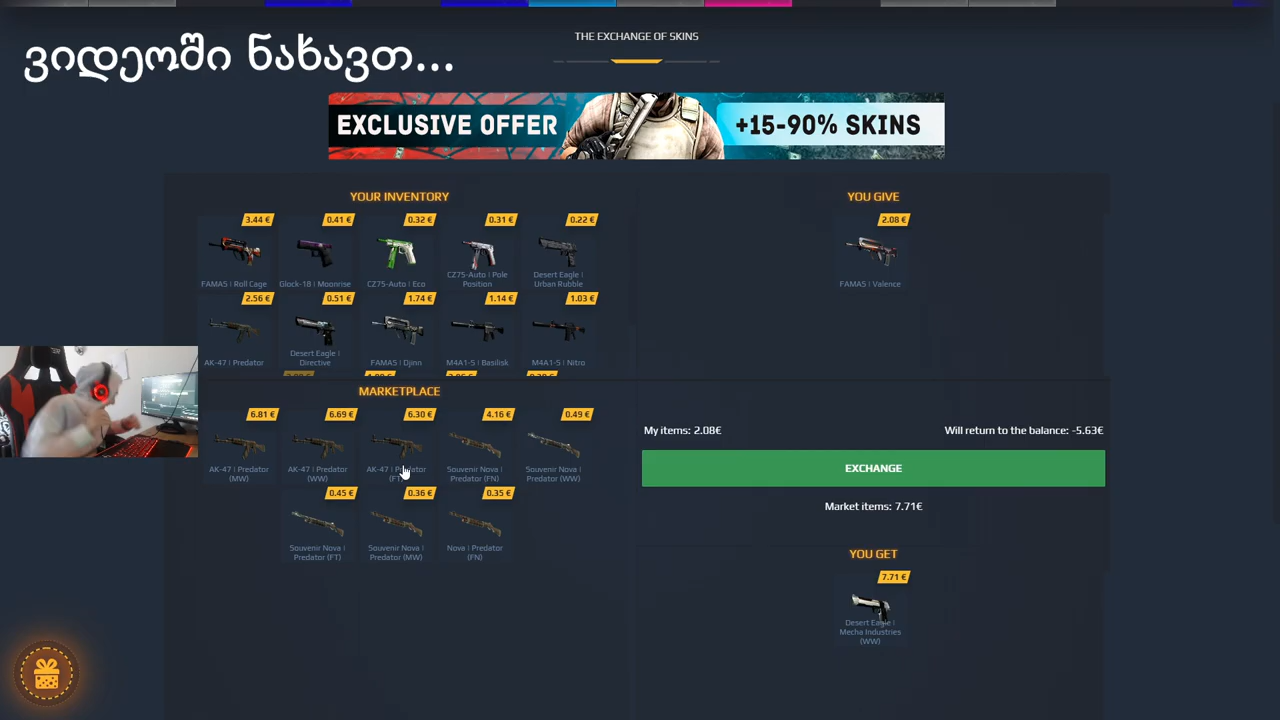 ვიდეოში ნახავთ...
THE EXCHANGE OF SKINS
EXCLUSIVE OFFER
+15-90% SKINS
YOUR INVENTORY
3.44 €
0.41 €
0.32 €
0.31 €
0.22 €
FAMAS | Roll Cage
Glock-18 | Moonrise
CZ75-Auto | Eco
CZ75-Auto | Pole
Position
Desert Eagle |
Urban Rubble
2.56 €
0.51 €
1.74 €
1.14 €
1.03 €
AK-47 | Predator
Desert Eagle |
Directive
FAMAS | Djinn
M4A1-S | Basilisk
M4A1-S | Nitro
YOU GIVE
2.08 €
FAMAS | Valence
MARKETPLACE
6.81 €
6.69 €
6.30 €
4.16 €
0.49 €
AK-47 | Predator
(MW)
AK-47 | Predator
(WW)
AK-47 | Predator
(FT)
Souvenir Nova |
Predator (FN)
Souvenir Nova |
Predator (WW)
0.45 €
0.36 €
0.35 €
Souvenir Nova |
Predator (FT)
Souvenir Nova |
Predator (MW)
Nova | Predator
(FN)
My items: 2.08€
Will return to the balance: -5.63€
EXCHANGE
Market items: 7.71€
YOU GET
7.71 €
Desert Eagle |
Mecha Industries
(WW)